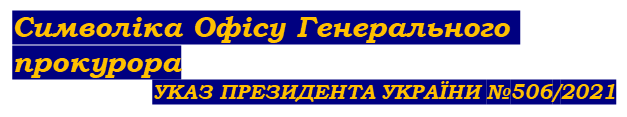 Символіка Офісу Генерального
прокурора
УКАЗ ПРЕЗИДЕНТА УКРАЇНИ №506/2021